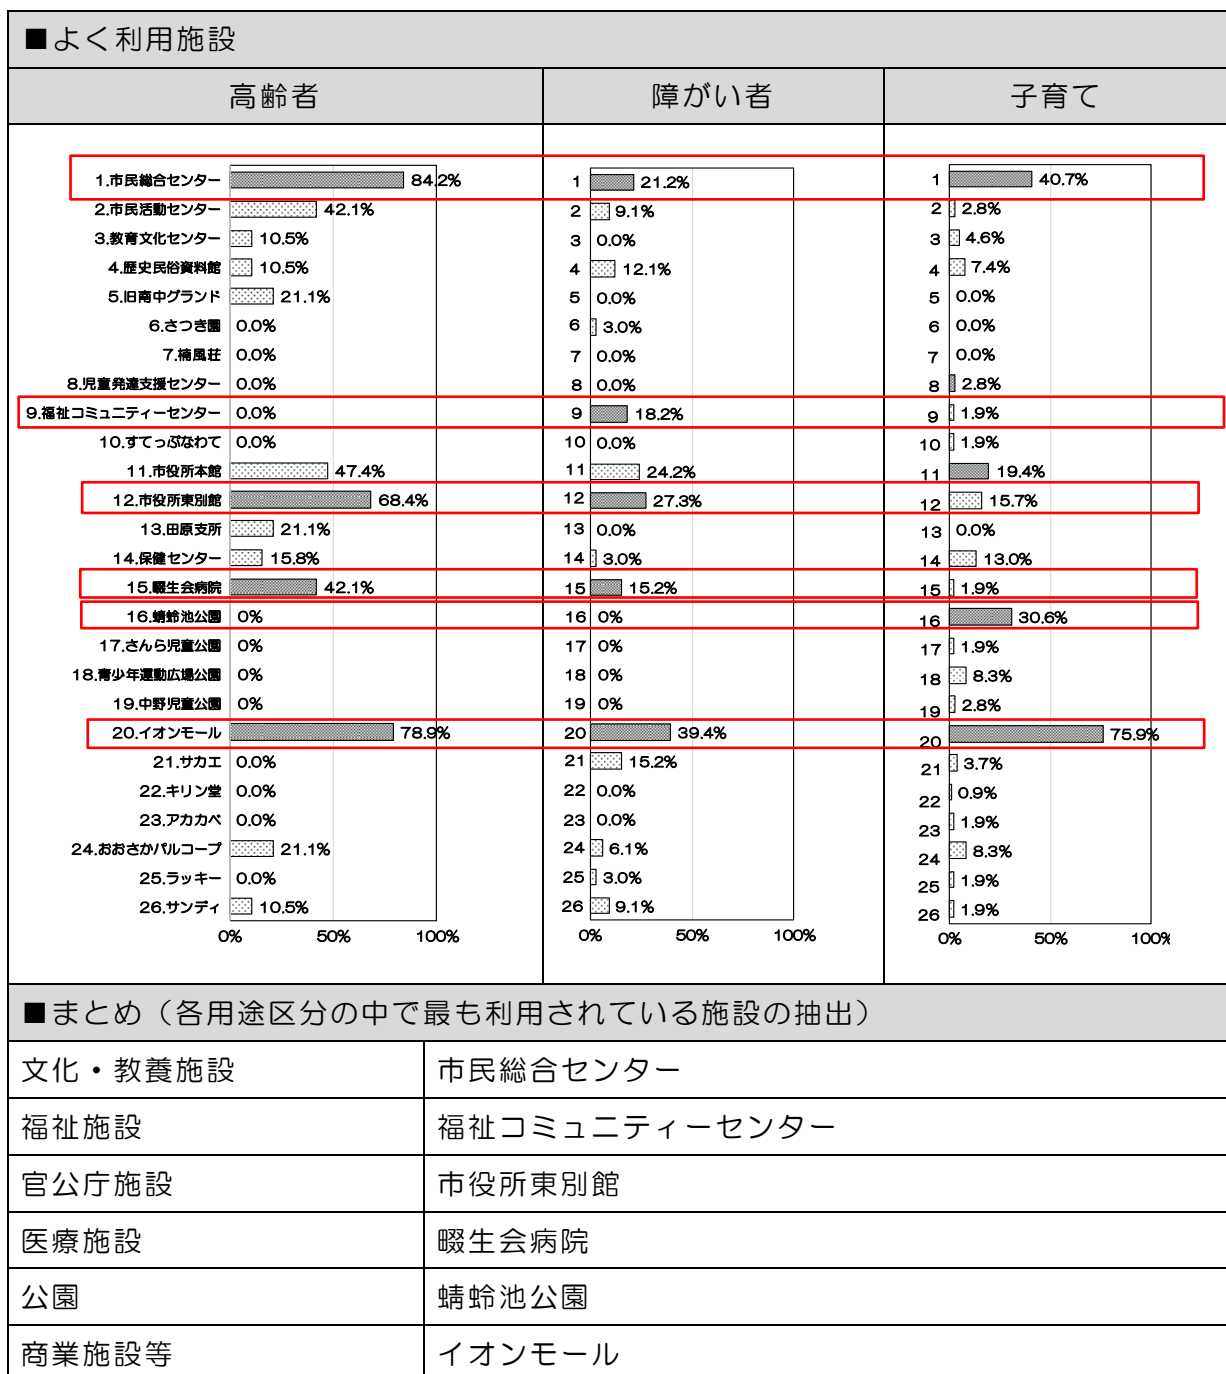 ■よく利用施設
高齢者 障がい者 子育て
1.市民総合センター 84.2% 1 21.2% 1 40.7%
2.市民活動センター 42.1% 2 9.1% 2 2.8%
3.教育文化センター 10.5% 3 0.0% 3 4.6%
4.歴史民俗資料館 10.5% 4 12.1% 4 7.4%
5.旧南中グランド 21.1% 5 0.0% 5 0.0%
6.さつき園 0.0% 6 3.0% 6 0.0%
7.楠風荘 0.0% 7 0.0% 7 0.0%
8.児童発達支援センター 0.0% 8 0.0% 8 2.8%
9.福祉コミュニティーセンター 0.0% 9 18.2% 9 1.9%
10.すてっぷなわて 0.0% 10 0.0% 10 1.9%
11.市役所本館 47.4% 11 24.2% 11 19.4%
12.市役所東別館 68.4% 12 27.3% 12 15.7%
13.田原支所 21.1% 13 0.0% 13 0.0%
14.保健センター 15.8% 14 3.0% 14 13.0%
15.畷生会病院 42.1% 15 15.2% 15 1.9%
16.蜻蛉池公園 0% 16 0% 16 30.6%
17.さんら児童公園 0% 17 0% 17 1.9%
18.青少年運動広場公園 0% 18 0% 18 8.3%
19.中野児童公園 0% 19 0% 19 2.8%
20.イオンモール 78.9% 20 39.4% 20 75.9%
21.サカエ 0.0% 21 15.2% 21 3.7%
22.キリン堂 0.0% 22 0.0% 22 0.9%
23.アカカベ 0.0% 23 0.0% 23 1.9%
24.おおさかパルコープ 21.1% 24 6.1% 24 8.3%
25.ラッキー 0.0% 25 3.0% 25 1.9%
26.サンディ 10.5% 26 9.1% 26 1.9%
0% 50% 100% 0% 50% 100% 0% 50% 100%
■まとめ（各用途区分の中で最も利用されている施設の抽出）
文化・教養施設 市民総合センター
福祉施設 福祉コミュニティーセンター
官公庁施設 市役所東別館
医療施設 畷生会病院
公園 蜻蛉池公園
商業施設等 イオンモール